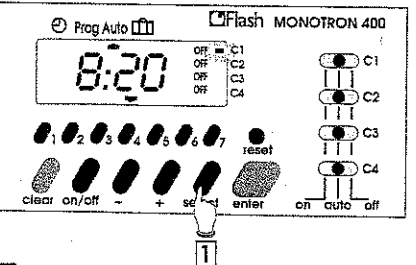 Prog Auto
Flash MONOTRON 400
8:20
OFF C1
OFF C2
OFF C3
OFF C4
1 2 3 4 5 6 7
reset
clear on/off - + select enter
C1
C2
C3
C4
on auto off
1